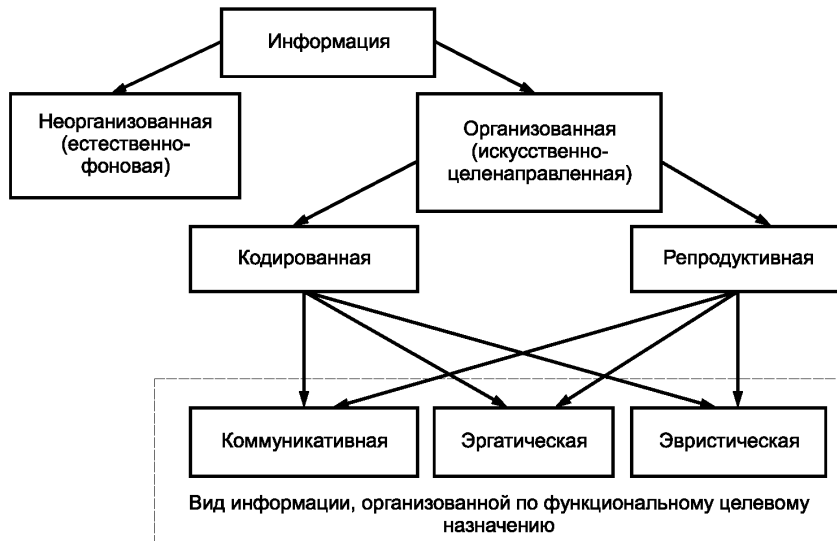 Информация
Неорганизованная
(естественно-
фоновая)
Организованная
(искусственно-
целенаправленная)
Кодированная
Репродуктивная
Коммуникативная
Эргатическая
Эвристическая
Вид информации, организованной по функциональному целевому
назначению